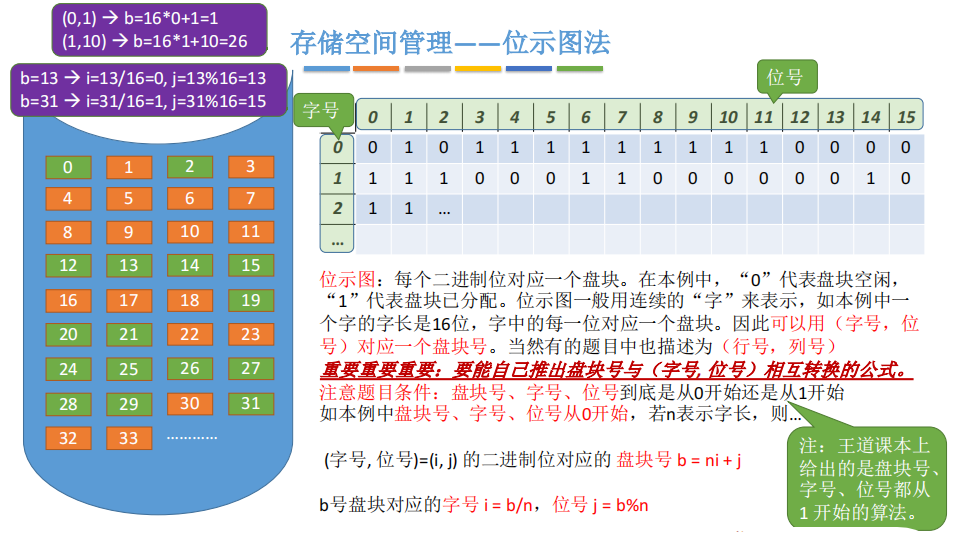 (0,1) → b=16*0+1=1
(1,10) → b=16*1+10=26
存储空间管理——位示图法
b=13 → i=13/16=0, j=13%16=13
b=31 → i=31/16=1, j=31%16=15
字号
位号
0 1 2 3 4 5 6 7 8 9 10 11 12 13 14 15
0 0 1 0 1 1 1 1 1 1 1 1 1 0 0 0 0
1 1 1 1 0 0 0 1 1 0 0 0 0 0 0 1 0
2 1 1 …
…
0 1 2 3
4 5 6 7
8 9 10 11
12 13 14 15
16 17 18 19
20 21 22 23
24 25 26 27
28 29 30 31
32 33 …………
位示图：每个二进制位对应一个盘块。在本例中，“0”代表盘块空闲，
“1”代表盘块已分配。位示图一般用连续的“字”来表示，如本例中一
个字的字长是16位，字中的每一位对应一个盘块。因此可以用（字号，位
号）对应一个盘块号。当然有的题目中也描述为（行号，列号）
重要重要重要：要能自己推出盘块号与（字号,位号）相互转换的公式。
注意题目条件：盘块号、字号、位号到底是从0开始还是从1开始
如本例中盘块号、字号、位号从0开始，若n表示字长，则…
(字号, 位号)=(i, j) 的二进制位对应的 盘块号 b = ni + j
b号盘块对应的字号 i = b/n，位号 j = b%n
注：王道课本上
给出的是盘块号、
字号、位号都从
1 开始的算法。